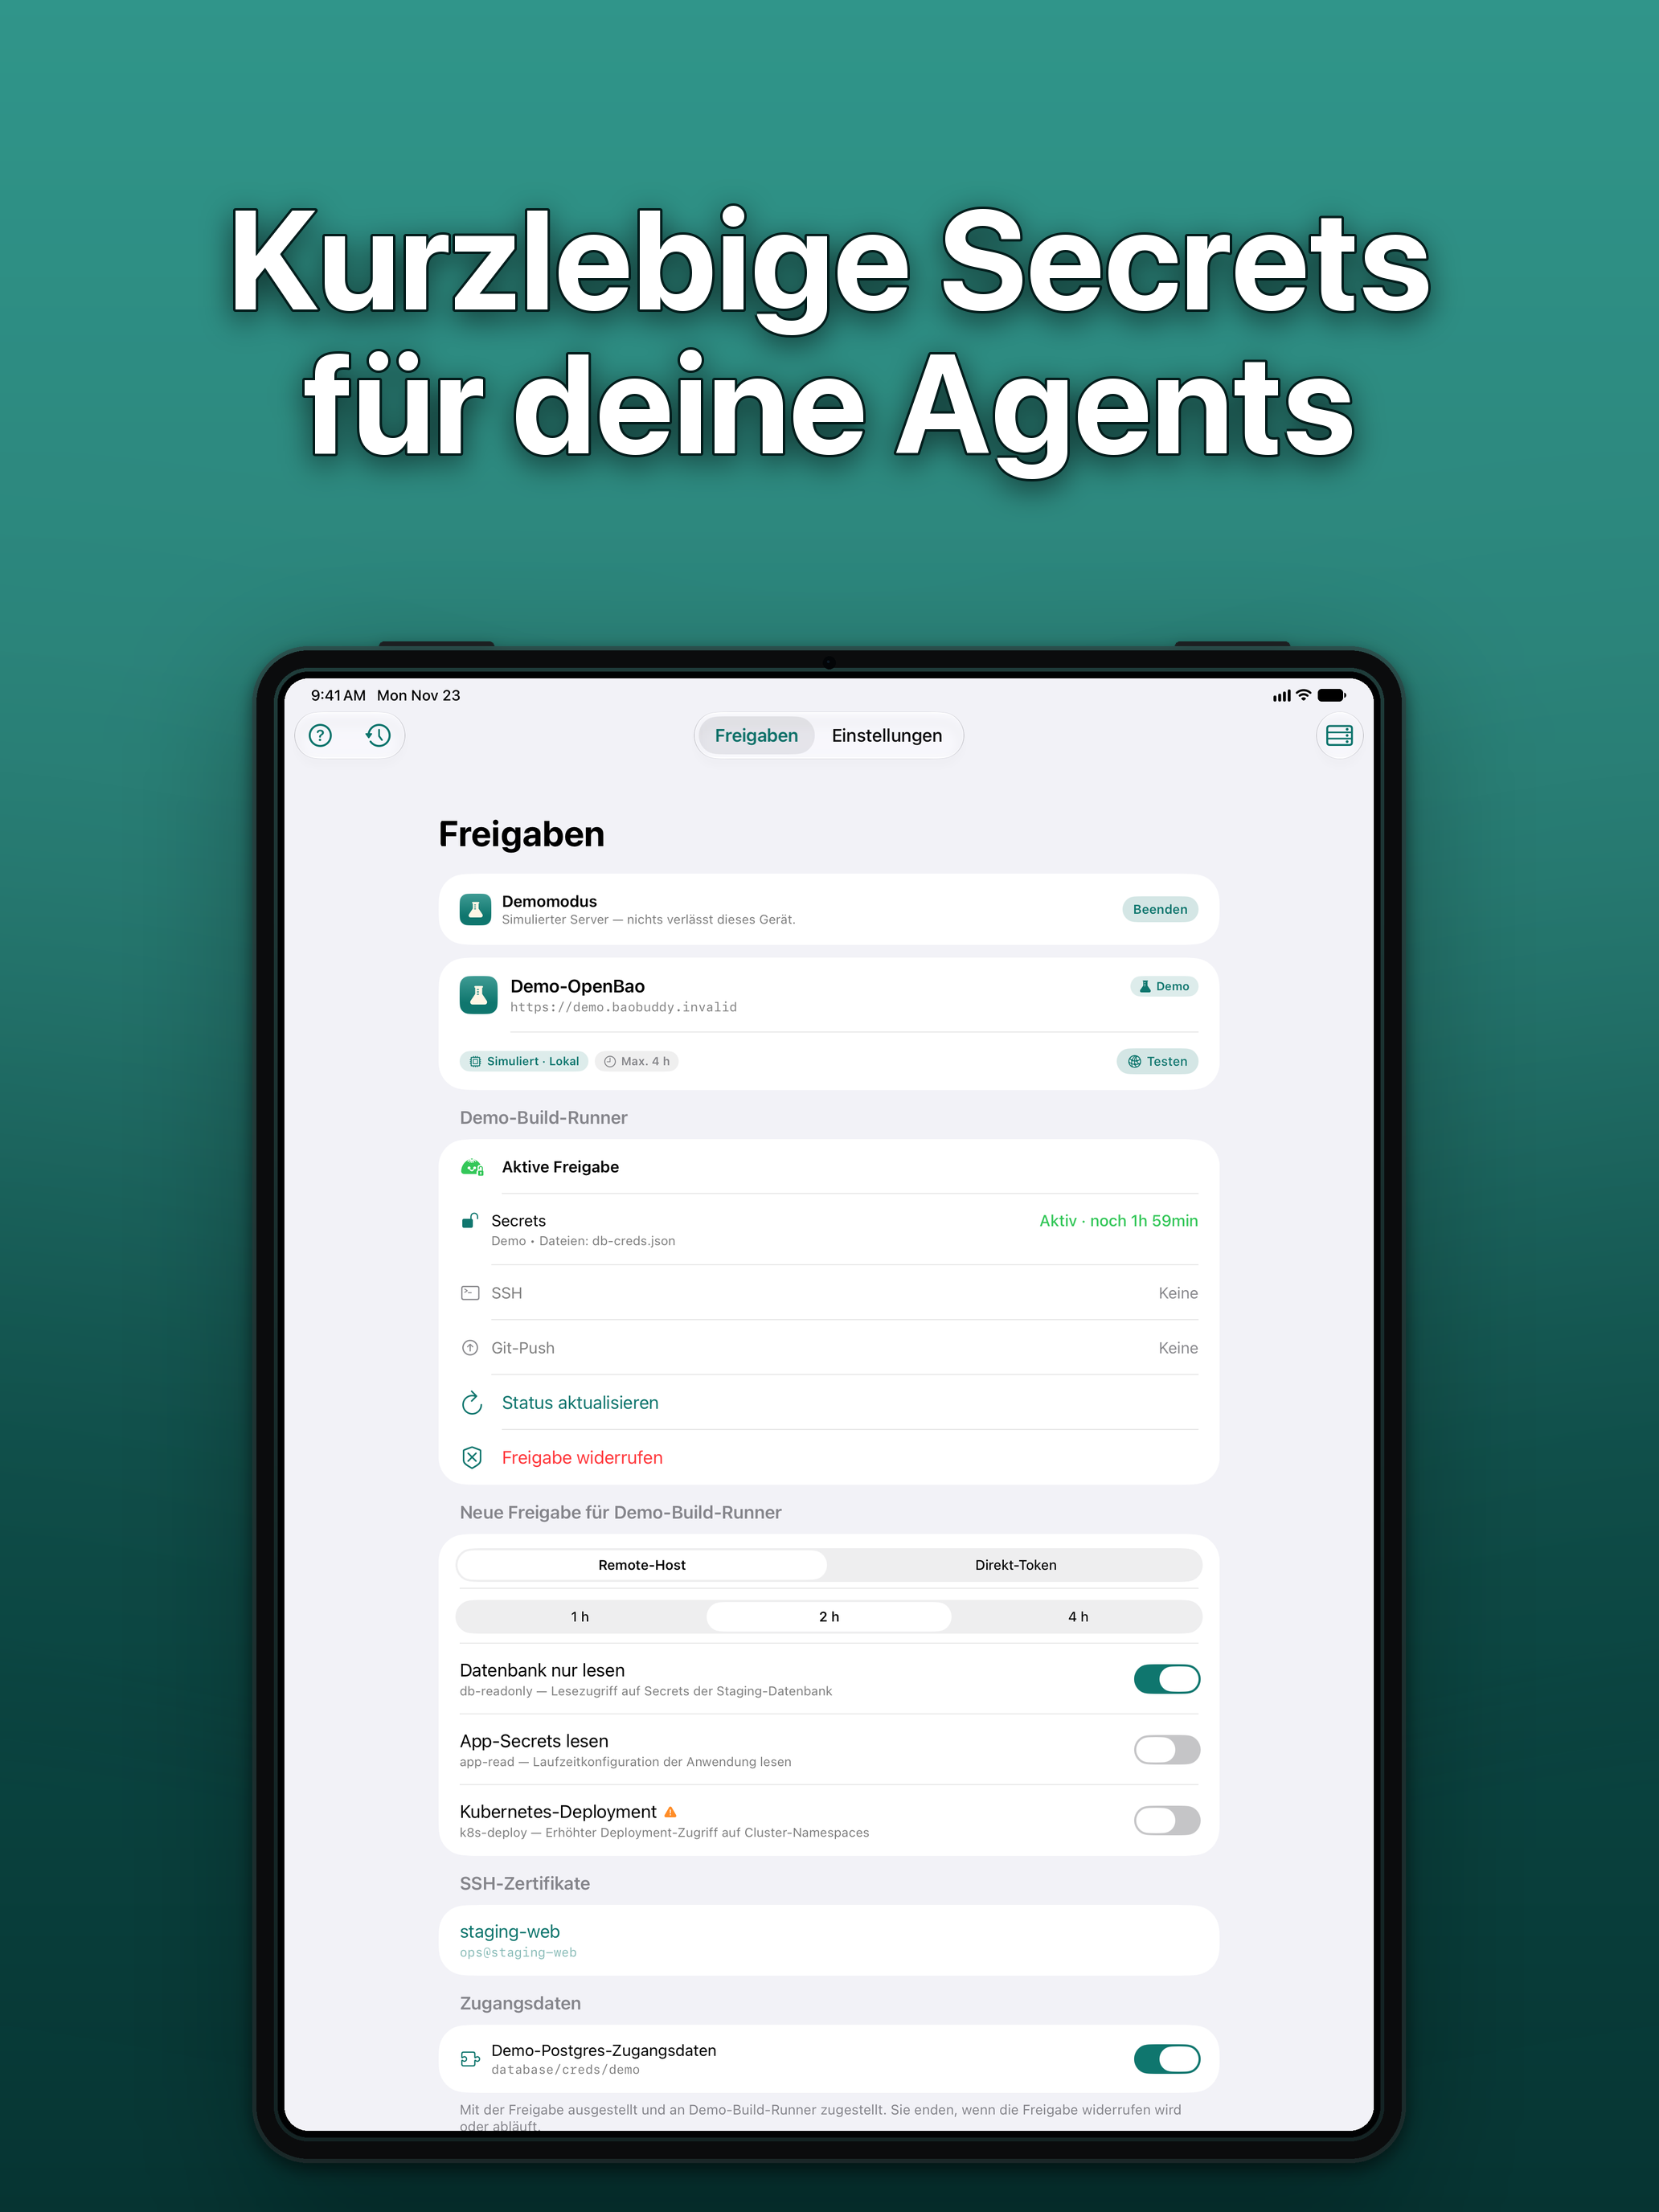 Kurzlebige Secrets
für deine Agents
9:41 AM Mon Nov 23
Freigaben Einstellungen
Freigaben
Demomodus
Simulierter Server — nichts verlässt dieses Gerät.
Beenden
Demo-OpenBao
Demo
https://demo.baobuddy.invalid
Simuliert · Lokal Max. 4 h Testen
Demo-Build-Runner
Aktive Freigabe
Secrets Aktiv · noch 1h 59min
Demo • Dateien: db-creds.json
SSH Keine
Git-Push Keine
Status aktualisieren
Freigabe widerrufen
Neue Freigabe für Demo-Build-Runner
Remote-Host Direkt-Token
1 h 2 h 4 h
Datenbank nur lesen
db-readonly — Lesezugriff auf Secrets der Staging-Datenbank
App-Secrets lesen
app-read — Laufzeitkonfiguration der Anwendung lesen
Kubernetes-Deployment
k8s-deploy — Erhöhter Deployment-Zugriff auf Cluster-Namespaces
SSH-Zertifikate
staging-web
ops@staging-web
Zugangsdaten
Demo-Postgres-Zugangsdaten
database/creds/demo
Mit der Freigabe ausgestellt und an Demo-Build-Runner zugestellt. Sie enden, wenn die Freigabe widerrufen wird
oder abläuft.